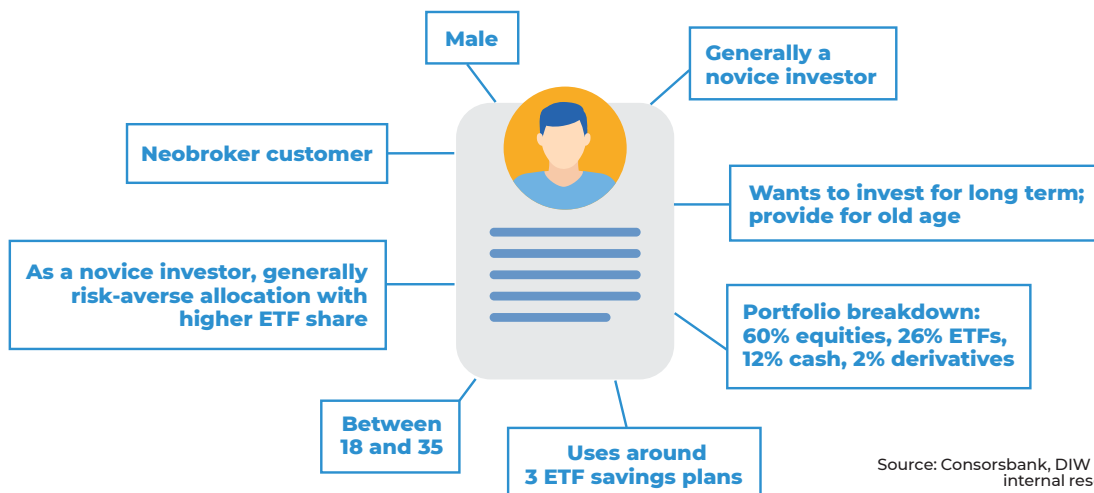 Male
Generally a
novice investor
Neobroker customer
Wants to invest for long term;
provide for old age
As a novice investor, generally
risk-averse allocation with
higher ETF share
Portfolio breakdown:
60% equities, 26% ETFs,
12% cash, 2% derivatives
Between
18 and 35
Uses around
3 ETF savings plans
Source: Consorsbank, DIW
internal